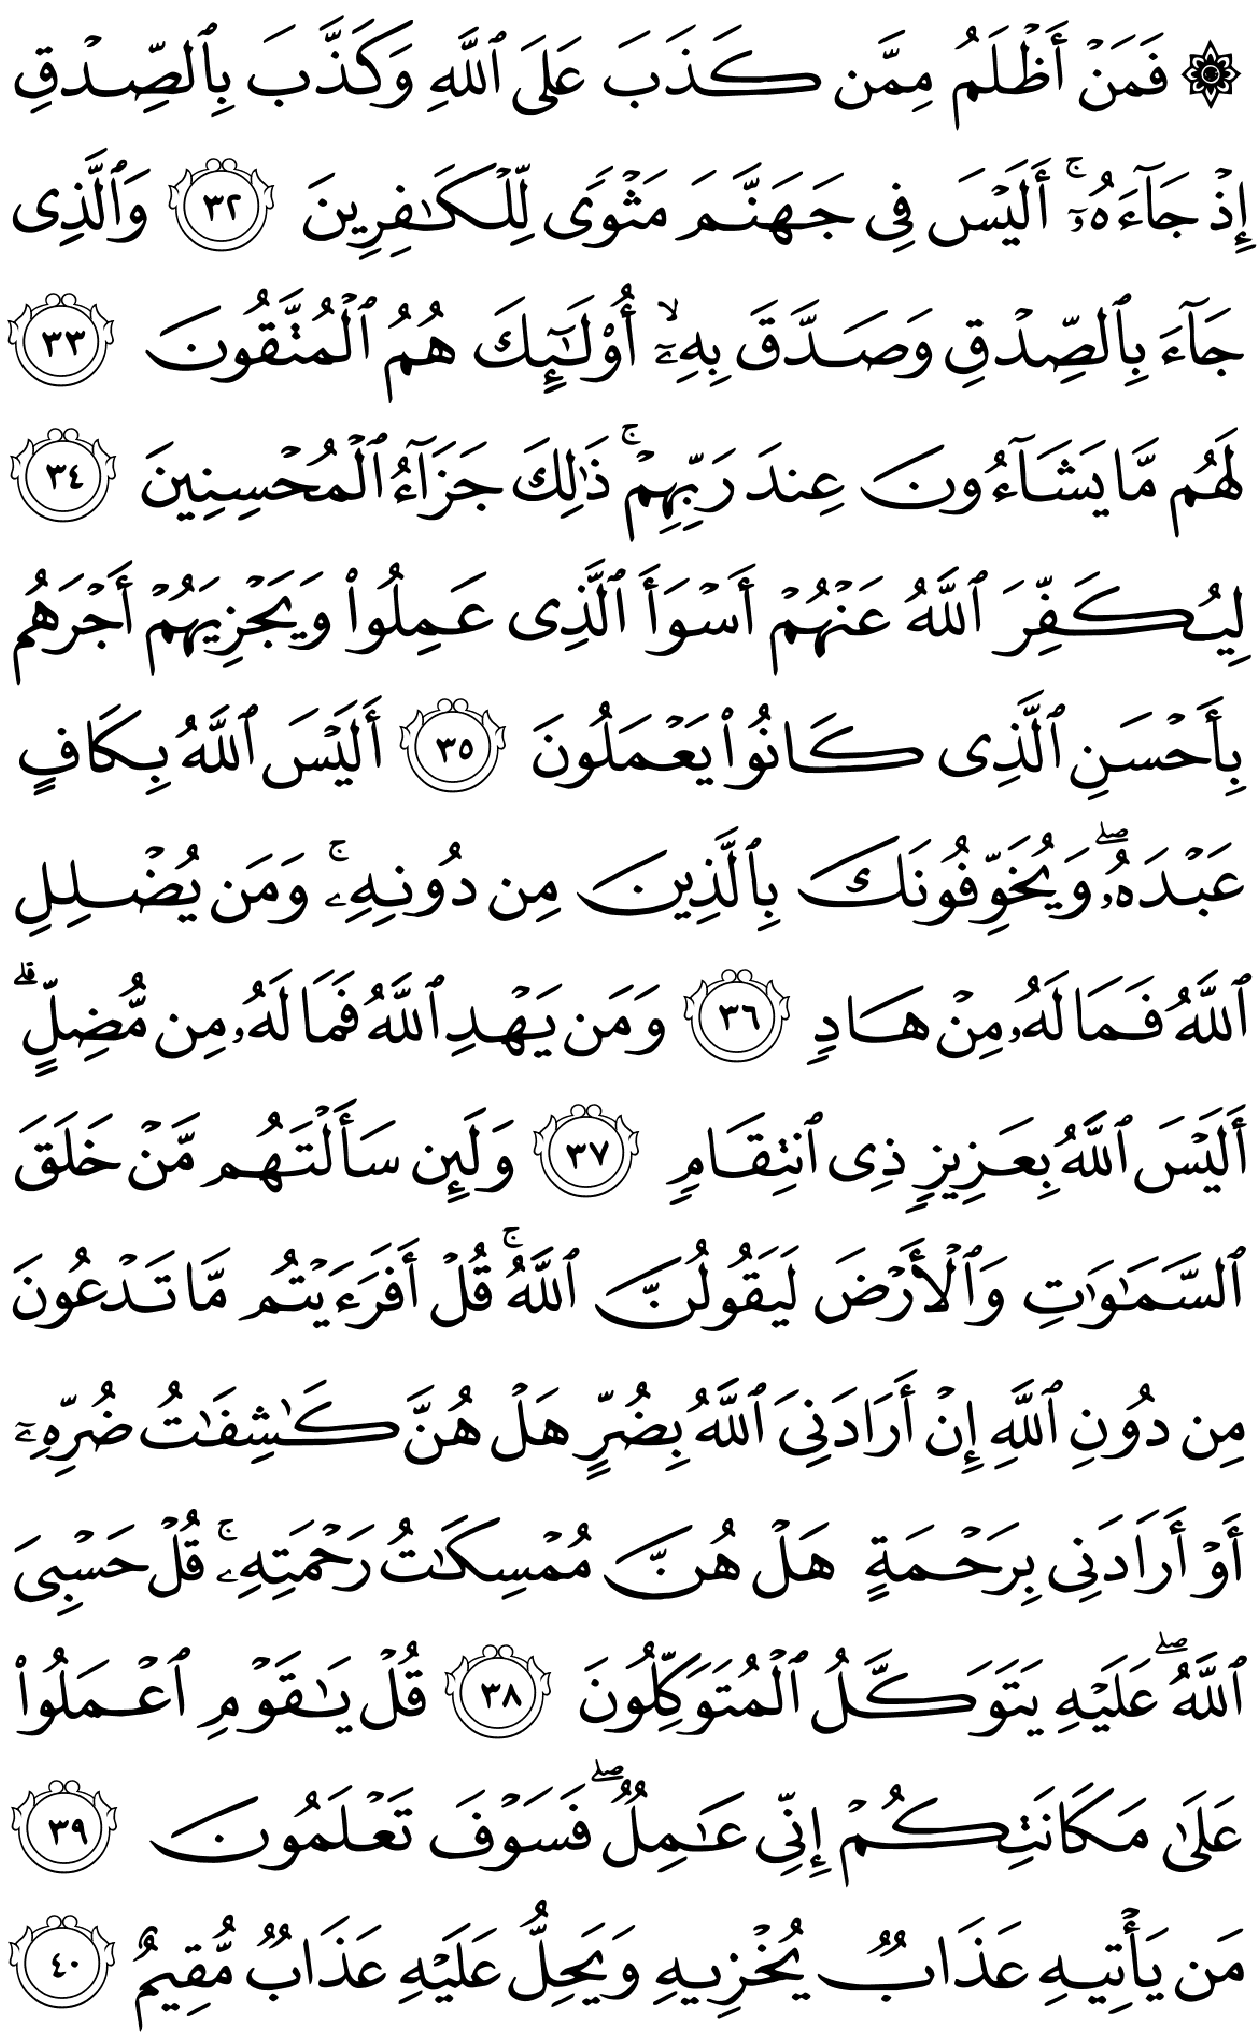 ۞ فَمَنۡ أَظۡلَمُ مِمَّن كَذَبَ عَلَى ٱللَّهِ وَكَذَّبَ بِٱلصِّدۡقِ
إِذۡ جَآءَهُۥٓۚ أَلَيۡسَ فِي جَهَنَّمَ مَثۡوٗى لِّلۡكَٰفِرِينَ ٣٢ وَٱلَّذِي
جَآءَ بِٱلصِّدۡقِ وَصَدَّقَ بِهِۦٓۙ أُوْلَٰٓئِكَ هُمُ ٱلۡمُتَّقُونَ ٣٣
لَهُم مَّا يَشَآءُونَ عِندَ رَبِّهِمۡۚ ذَٰلِكَ جَزَآءُ ٱلۡمُحۡسِنِينَ ٣٤
لِيُكَفِّرَ ٱللَّهُ عَنۡهُمۡ أَسۡوَأَ ٱلَّذِي عَمِلُواْ وَيَجۡزِيَهُمۡ أَجۡرَهُم
بِأَحۡسَنِ ٱلَّذِي كَانُواْ يَعۡمَلُونَ ٣٥ أَلَيۡسَ ٱللَّهُ بِكَافٍ
عَبۡدَهُۥۖ وَيُخَوِّفُونَكَ بِٱلَّذِينَ مِن دُونِهِۦۚ وَمَن يُضۡلِلِ
ٱللَّهُ فَمَا لَهُۥ مِنۡ هَادٖ ٣٦ وَمَن يَهۡدِ ٱللَّهُ فَمَا لَهُۥ مِن مُّضِلٍّۗ
أَلَيۡسَ ٱللَّهُ بِعَزِيزٖ ذِي ٱنتِقَامٖ ٣٧ وَلَئِن سَأَلۡتَهُم مَّنۡ خَلَقَ
ٱلسَّمَٰوَٰتِ وَٱلۡأَرۡضَ لَيَقُولُنَّ ٱللَّهُۚ قُلۡ أَفَرَءَيۡتُم مَّا تَدۡعُونَ
مِن دُونِ ٱللَّهِ إِنۡ أَرَادَنِيَ ٱللَّهُ بِضُرٍّ هَلۡ هُنَّ كَٰشِفَٰتُ ضُرِّهِۦٓ
أَوۡ أَرَادَنِي بِرَحۡمَةٍ هَلۡ هُنَّ مُمۡسِكَٰتُ رَحۡمَتِهِۦۚ قُلۡ حَسۡبِيَ
ٱللَّهُۖ عَلَيۡهِ يَتَوَكَّلُ ٱلۡمُتَوَكِّلُونَ ٣٨ قُلۡ يَٰقَوۡمِ ٱعۡمَلُواْ
عَلَىٰ مَكَانَتِكُمۡ إِنِّي عَٰمِلٞۖ فَسَوۡفَ تَعۡلَمُونَ ٣٩
مَن يَأۡتِيهِ عَذَابٞ يُخۡزِيهِ وَيَحِلُّ عَلَيۡهِ عَذَابٞ مُّقِيمٌ ٤٠